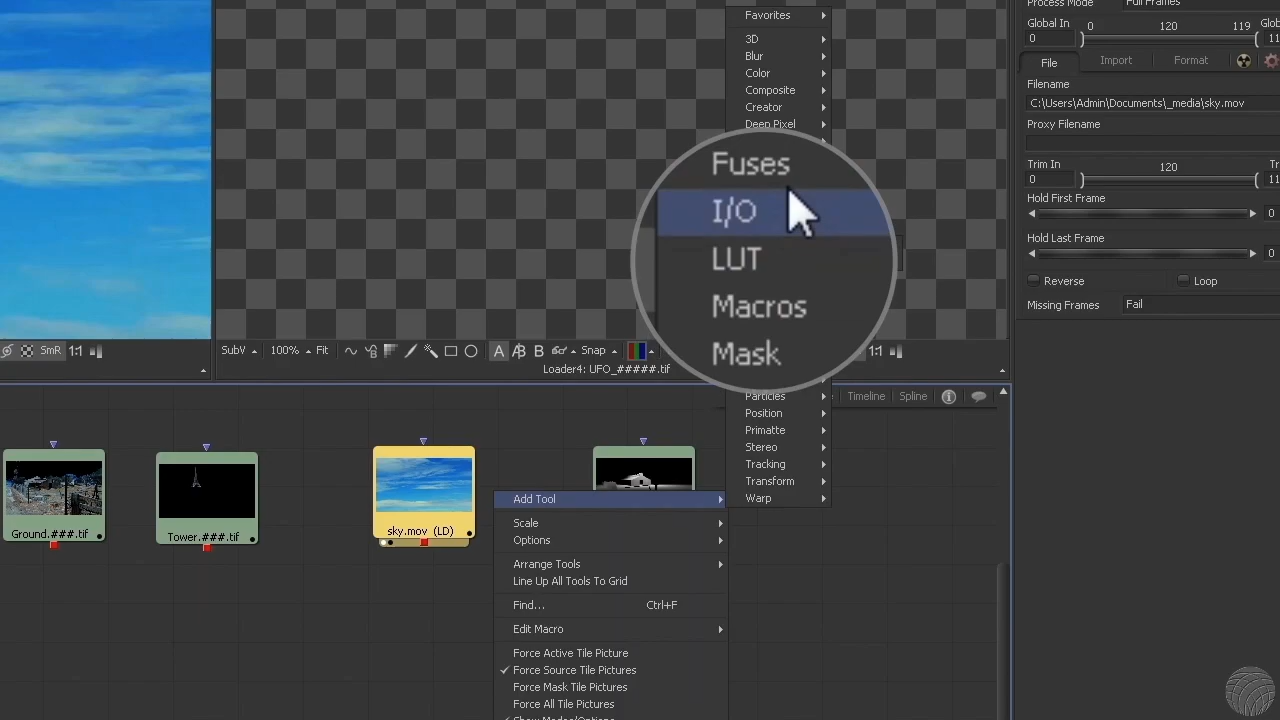 Favorites
3D
Blur
Color
Composite
Creator
Deep Pixel
Fuses
I/O
LUT
Macros
Mask
Particles
Position
Primatte
Stereo
Tracking
Transform
Warp
Process Mode Full Frames
Global In 0 120 119
0
File Import Format
Filename
C:\Users\Admin\Documents\_media\sky.mov
Proxy Filename
Trim In 120
0
Hold First Frame
0
Hold Last Frame
0
Reverse Loop
Missing Frames Fail
SmR 1:1
SubV 100% Fit A B Snap 1:1
Loader4: UFO_#####.tif
Timeline Spline
Ground.###.tif
Tower.###.tif
sky.mov (LD)
Add Tool
Scale
Options
Arrange Tools
Line Up All Tools To Grid
Find... Ctrl+F
Edit Macro
Force Active Tile Picture
Force Source Tile Pictures
Force Mask Tile Pictures
Force All Tile Pictures
Show Modes/Options